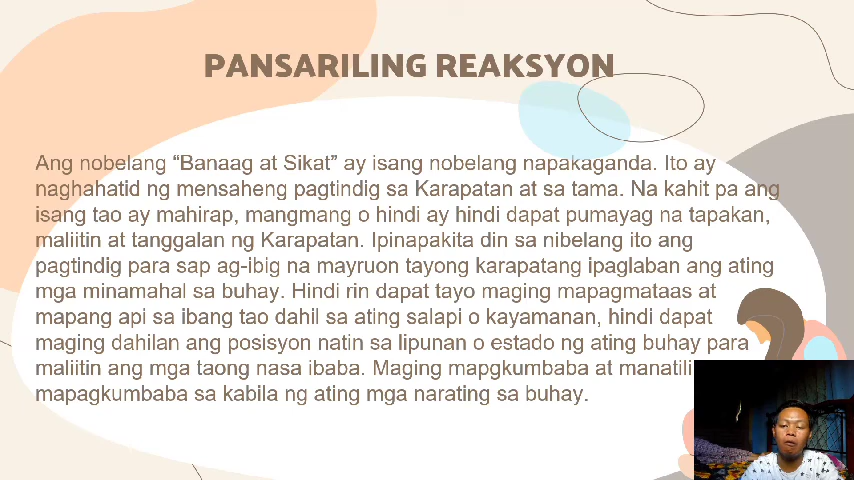 PANSARILING REAKSYON
Ang nobelang “Banaag at Sikat” ay isang nobelang napakaganda. Ito ay
naghahatid ng mensaheng pagtindig sa Karapatan at sa tama. Na kahit pa ang
isang tao ay mahirap, mangmang o hindi ay hindi dapat pumayag na tapakan,
maliitin at tanggalan ng Karapatan. Ipinapakita din sa nibelang ito ang
pagtindig para sap ag-ibig na mayruon tayong karapatang ipaglaban ang ating
mga minamahal sa buhay. Hindi rin dapat tayo maging mapagmataas at
mapang api sa ibang tao dahil sa ating salapi o kayamanan, hindi dapat
maging dahilan ang posisyon natin sa lipunan o estado ng ating buhay para
maliitin ang mga taong nasa ibaba. Maging mapgkumbaba at manatili
mapagkumbaba sa kabila ng ating mga narating sa buhay.